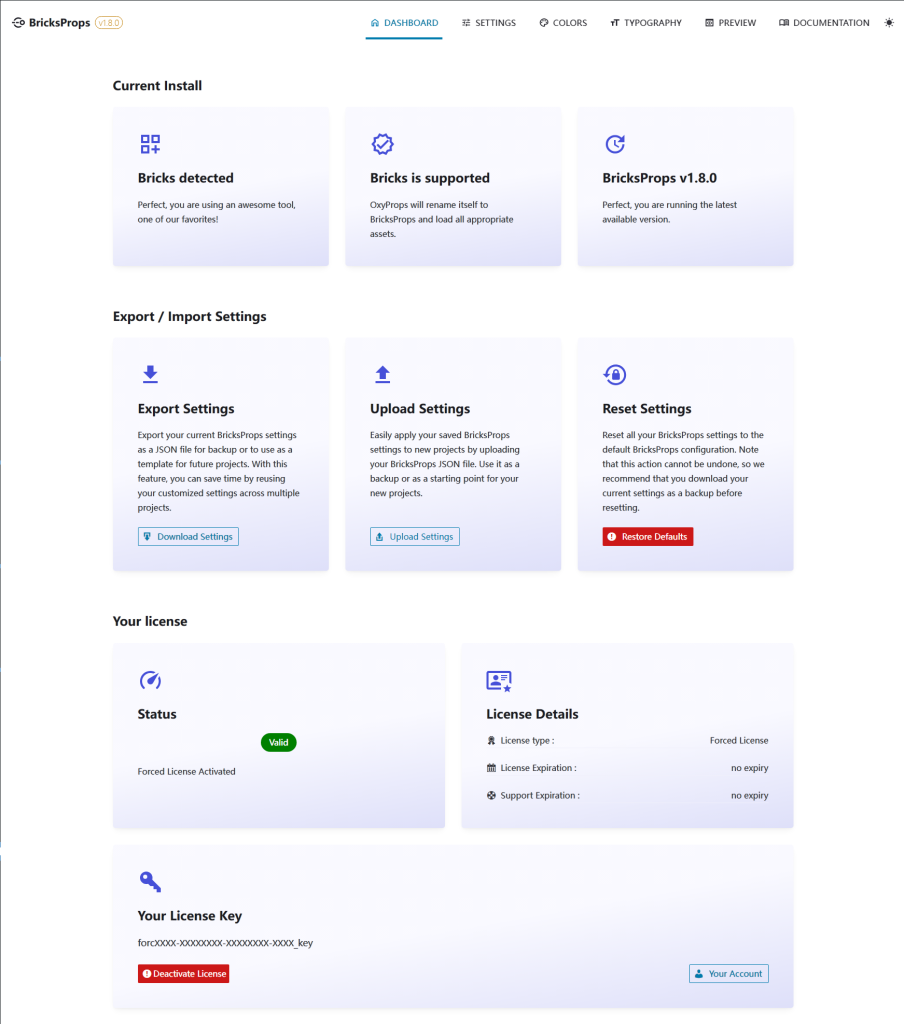 BricksProps v1.8.0
DASHBOARD SETTINGS COLORS TYPOGRAPHY PREVIEW DOCUMENTATION
Current Install
Bricks detected
Perfect, you are using an awesome tool,
one of our favorites!
Bricks is supported
OxyProps will rename itself to
BricksProps and load all appropriate
assets.
BricksProps v1.8.0
Perfect, you are running the latest
available version.
Export / Import Settings
Export Settings
Export your current BricksProps settings
as a JSON file for backup or to use as a
template for future projects. With this
feature, you can save time by reusing
your customized settings across multiple
projects.
Download Settings
Upload Settings
Easily apply your saved BricksProps
settings to new projects by uploading
your BricksProps JSON file. Use it as a
backup or as a starting point for your
new projects.
Upload Settings
Reset Settings
Reset all your BricksProps settings to the
default BricksProps configuration. Note
that this action cannot be undone, so we
recommend that you download your
current settings as a backup before
resetting.
Restore Defaults
Your license
Status
Valid
Forced License Activated
License Details
License type : Forced License
License Expiration : no expiry
Support Expiration : no expiry
Your License Key
forcXXXX-XXXXXXXX-XXXXXXXX-XXXX_key
Deactivate License
Your Account